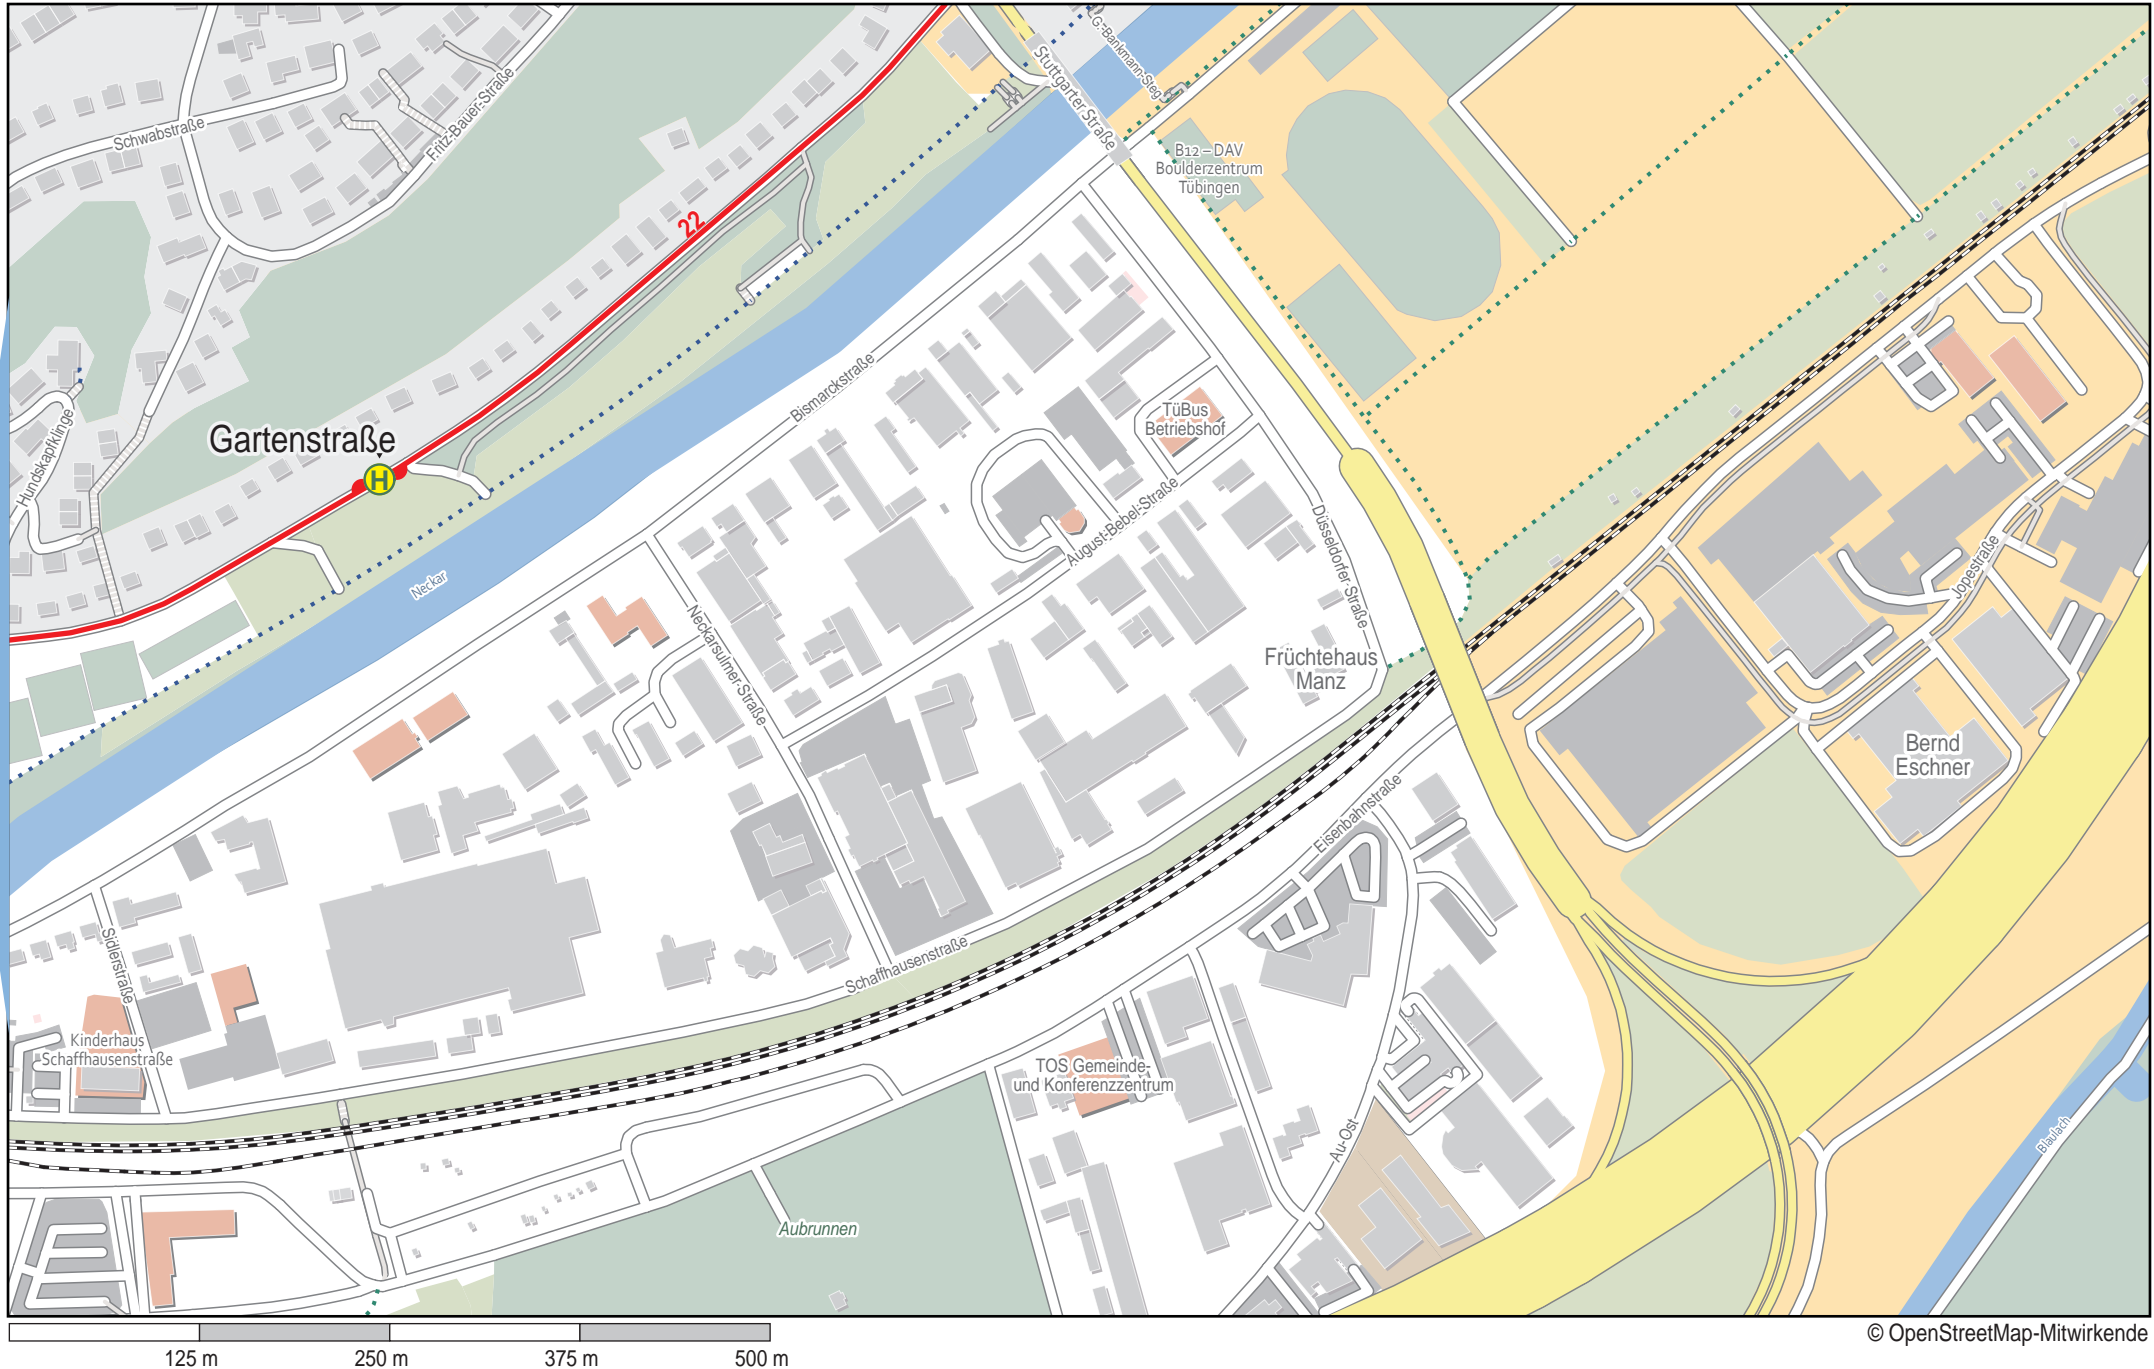 G.-Bankmann-Steg
Stuttgarter Straße
Schwabstraße
Fritz-Bauer-Straße
B12 – DAV
Boulderzentrum
Tübingen
22
Bismarckstraße
Hundskapfklinge
Gartenstraße
H
TüBus
Betriebshof
August-Bebel-Straße
Düsseldorfer Straße
Neckar
Jopestraße
Neckarsulmer Straße
Früchtehaus
Manz
Bernd
Eschner
Eisenbahnstraße
Sidlerstraße
Schaffhausenstraße
Kinderhaus
Schaffhausenstraße
TOS Gemeinde-
und Konferenzzentrum
Au-Ost
Blaulach
Aubrunnen
125 m
250 m
375 m
500 m
© OpenStreetMap-Mitwirkende